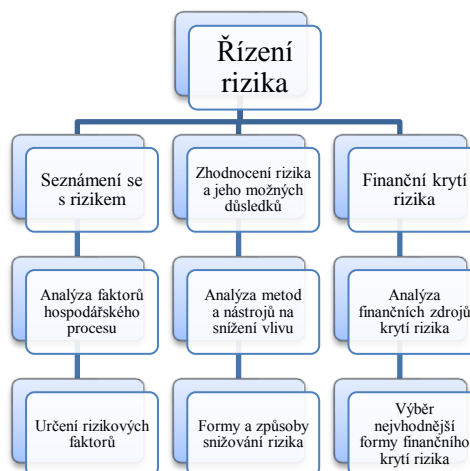 Řízení
rizika
Seznámení se
s rizikem
Zhodnocení rizika
a jeho možných
důsledků
Finanční krytí
rizika
Analýza faktorů
hospodářského
procesu
Analýza metod
a nástrojů na
snížení vlivu
Analýza
finančních zdrojů
krytí rizika
Určení rizikových
faktorů
Formy a způsoby
snižování rizika
Výběr
nejvhodnější
formy finančního
krytí rizika